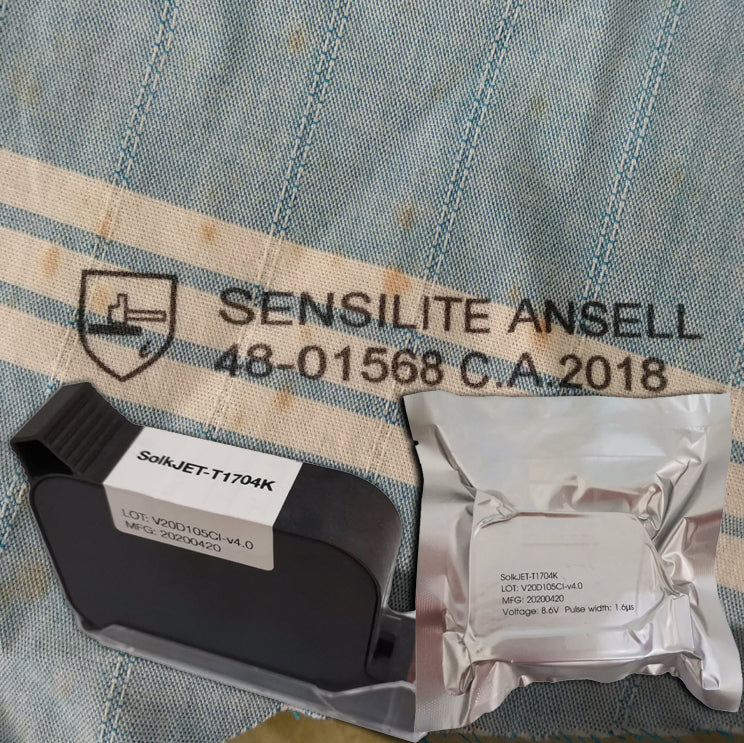 SENSILITE ANSELL
48-01568 C.A.2018
SolkJET-T1704K
LOT: V20D105CI-v4.0
MFG: 20200420
SolkJET-T1704K
LOT: V20D105CI-v4.0
MFG: 20200420
Voltage: 8.6V Pulse width: 1.6μs